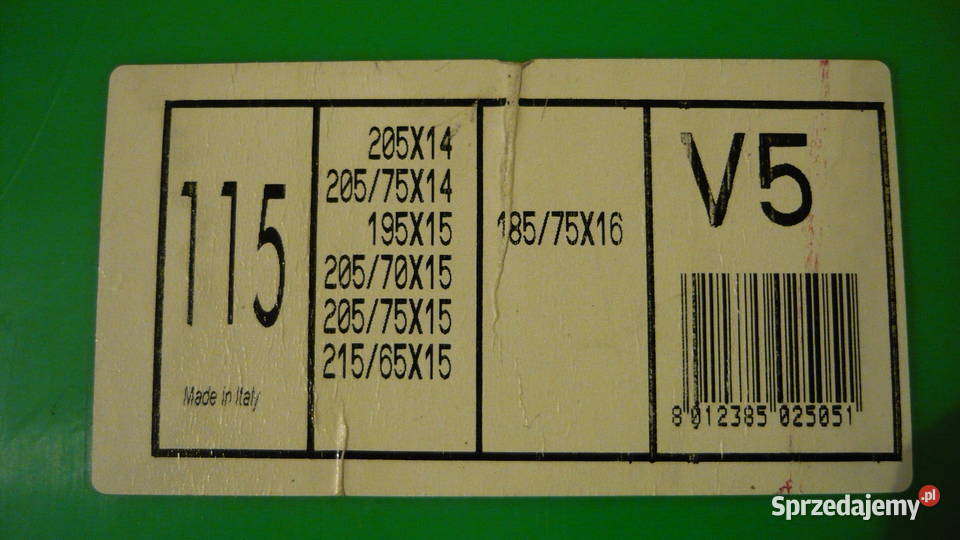 115
Made in Italy
205X14
205/75X14
195X15
205/70X15
205/75X15
215/65X15
185/75X16
V5
8 012385 025051
Sprzedajemy.pl